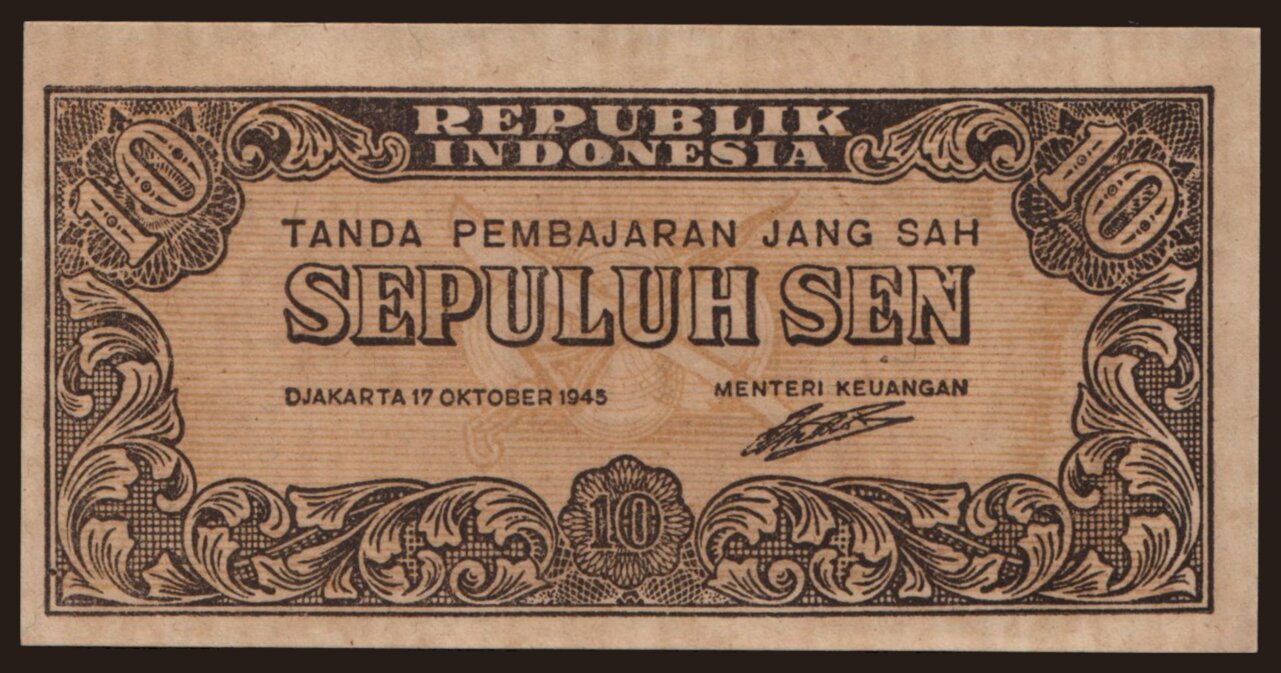 REPUBLIK
INDONESIA
10
10
TANDA PEMBAJARAN JANG SAH
SEPULUH SEN
DJAKARTA 17 OKTOBER 1945
MENTERI KEUANGAN
10